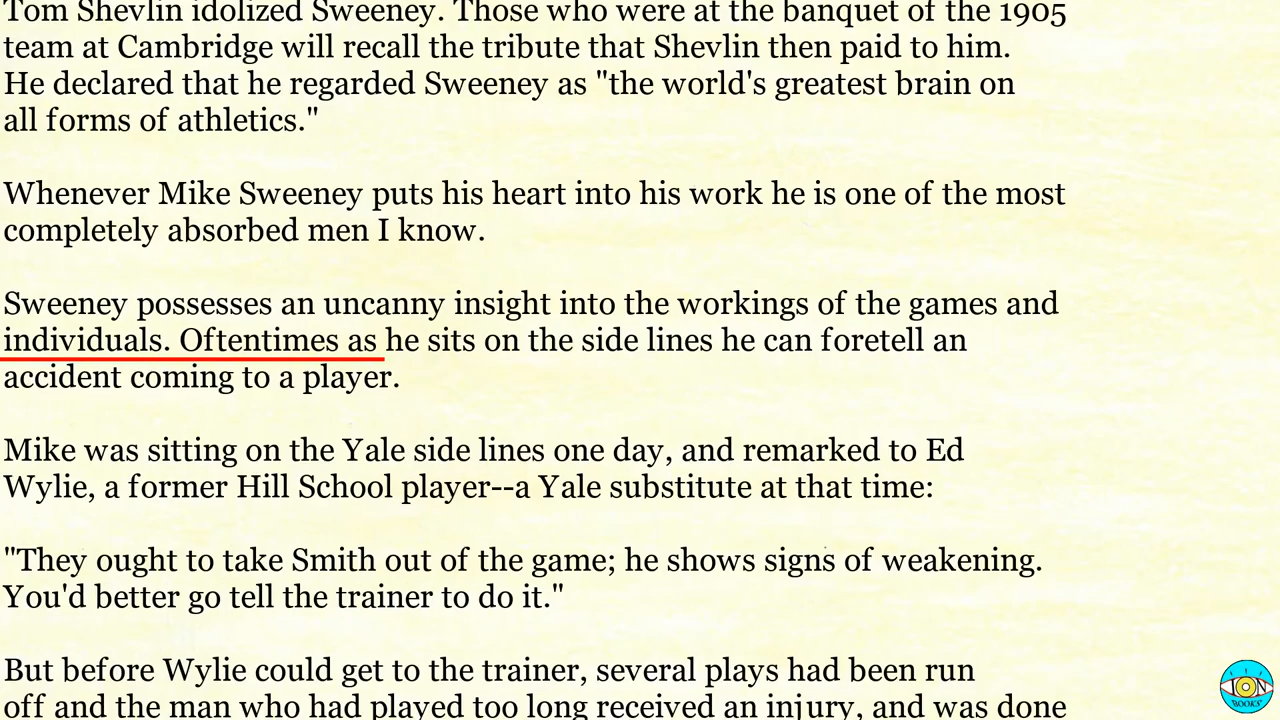 Tom Shevlin idolized Sweeney. Those who were at the banquet of the 1905
team at Cambridge will recall the tribute that Shevlin then paid to him.
He declared that he regarded Sweeney as "the world's greatest brain on
all forms of athletics."
Whenever Mike Sweeney puts his heart into his work he is one of the most
completely absorbed men I know.
Sweeney possesses an uncanny insight into the workings of the games and
individuals. Oftentimes as he sits on the side lines he can foretell an
accident coming to a player.
Mike was sitting on the Yale side lines one day, and remarked to Ed
Wylie, a former Hill School player--a Yale substitute at that time:
"They ought to take Smith out of the game; he shows signs of weakening.
You'd better go tell the trainer to do it."
But before Wylie could get to the trainer, several plays had been run
off and the man who had played too long received an injury, and was done
ION
BOOKS